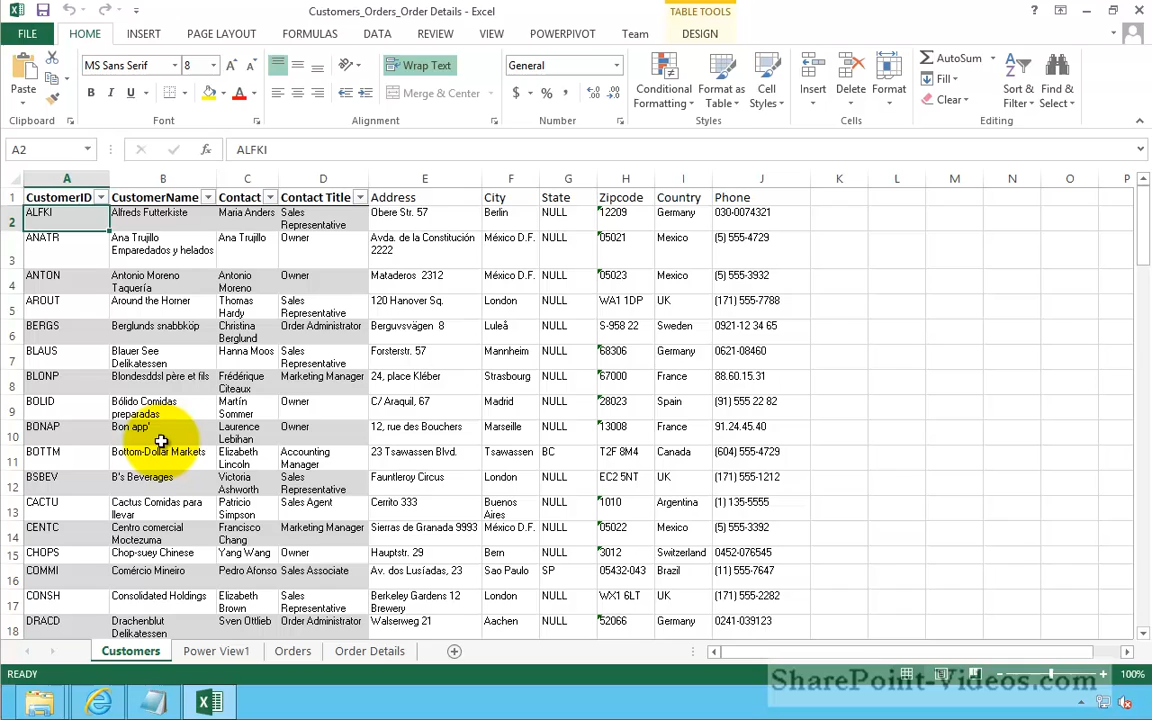 Customers_Orders_Order Details - Excel
TABLE TOOLS
FILE HOME INSERT PAGE LAYOUT FORMULAS DATA REVIEW VIEW POWERPIVOT Team DESIGN
Paste
MS Sans Serif 8
B I U A
Wrap Text
Merge & Center
General
$ % ,
Conditional Formatting
Format as Table
Cell Styles
Insert Delete Format
AutoSum
Fill
Clear
Sort & Filter
Find & Select
Clipboard Font Alignment Number Styles Cells Editing
A2 fx ALFKI
A B C D E F G H I J K L M N O P
1 CustomerID CustomerName Contact Contact Title Address City State Zipcode Country Phone
2 ALFKI Alfreds Futterkiste Maria Anders Sales Representative Obere Str. 57 Berlin NULL 12209 Germany 030-0074321
3 ANATR Ana Trujillo Emparedados y helados Ana Trujillo Owner Avda. de la Constitución 2222 México D.F. NULL 05021 Mexico (5) 555-4729
4 ANTON Antonio Moreno Taquería Antonio Moreno Owner Mataderos 2312 México D.F. NULL 05023 Mexico (5) 555-3932
5 AROUT Around the Horner Thomas Hardy Sales Representative 120 Hanover Sq. London NULL WA1 1DP UK (171) 555-7788
6 BERGS Berglunds snabbköp Christina Berglund Order Administrator Berguvsvägen 8 Luleå NULL S-958 22 Sweden 0921-12 34 65
7 BLAUS Blauer See Delikatessen Hanna Moos Sales Representative Forsterstr. 57 Mannheim NULL 68306 Germany 0621-08460
8 BLONP Blondesddsl père et fils Frédérique Citeaux Marketing Manager 24, place Kléber Strasbourg NULL 67000 France 88.60.15.31
9 BOLID Bólido Comidas preparadas Martín Sommer Owner C/ Araquil, 67 Madrid NULL 28023 Spain (91) 555 22 82
10 BONAP Bon app' Laurence Lebihan Owner 12, rue des Bouchers Marseille NULL 13008 France 91.24.45.40
11 BOTTM Bottom-Dollar Markets Elizabeth Lincoln Accounting Manager 23 Tsawassen Blvd. Tsawassen BC T2F 8M4 Canada (604) 555-4729
12 BSBEV B's Beverages Victoria Ashworth Sales Representative Fauntleroy Circus London NULL EC2 5NT UK (171) 555-1212
13 CACTU Cactus Comidas para llevar Patricio Simpson Sales Agent Cerrito 333 Buenos Aires NULL 1010 Argentina (1) 135-5555
14 CENTC Centro comercial Moctezuma Francisco Chang Marketing Manager Sierras de Granada 9993 México D.F. NULL 05022 Mexico (5) 555-3392
15 CHOPS Chop-suey Chinese Yang Wang Owner Hauptstr. 29 Bern NULL 3012 Switzerland 0452-076545
16 COMMI Comércio Mineiro Pedro Afonso Sales Associate Av. dos Lusíadas, 23 Sao Paulo SP 05432-043 Brazil (11) 555-7647
17 CONSH Consolidated Holdings Elizabeth Brown Sales Representative Berkeley Gardens 12 Brewery London NULL WX1 6LT UK (171) 555-2282
18 DRACD Drachenblut Delikatessen Sven Ottlieb Order Administrator Walserweg 21 Aachen NULL 52066 Germany 0241-039123
Customers Power View1 Orders Order Details
READY 100%
SharePoint-Videos.com